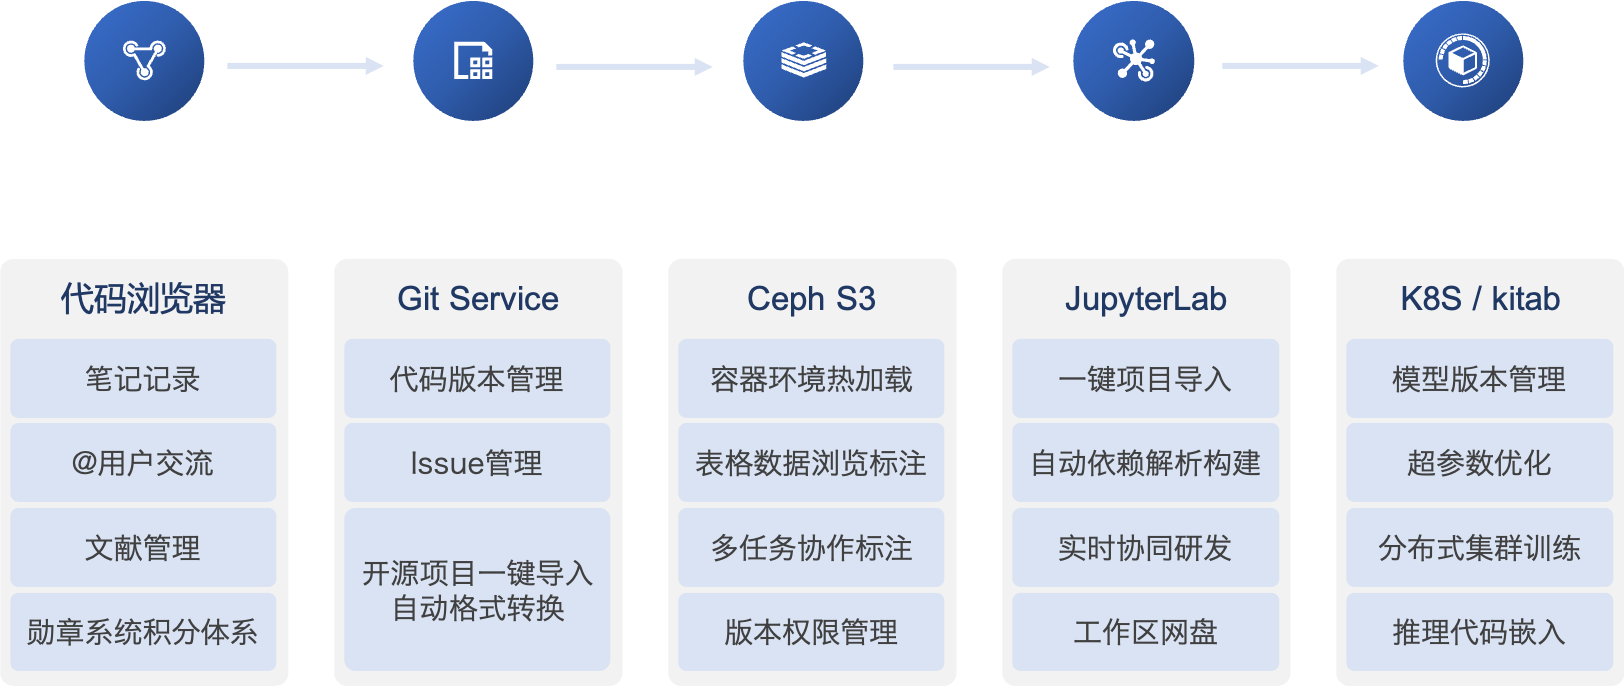 代码浏览器
笔记记录
@用户交流
文献管理
勋章系统积分体系
Git Service
代码版本管理
Issue管理
开源项目一键导入
自动格式转换
Ceph S3
容器环境热加载
表格数据浏览标注
多任务协作标注
版本权限管理
JupyterLab
一键项目导入
自动依赖解析构建
实时协同研发
工作区网盘
K8S / kitab
模型版本管理
超参数优化
分布式集群训练
推理代码嵌入